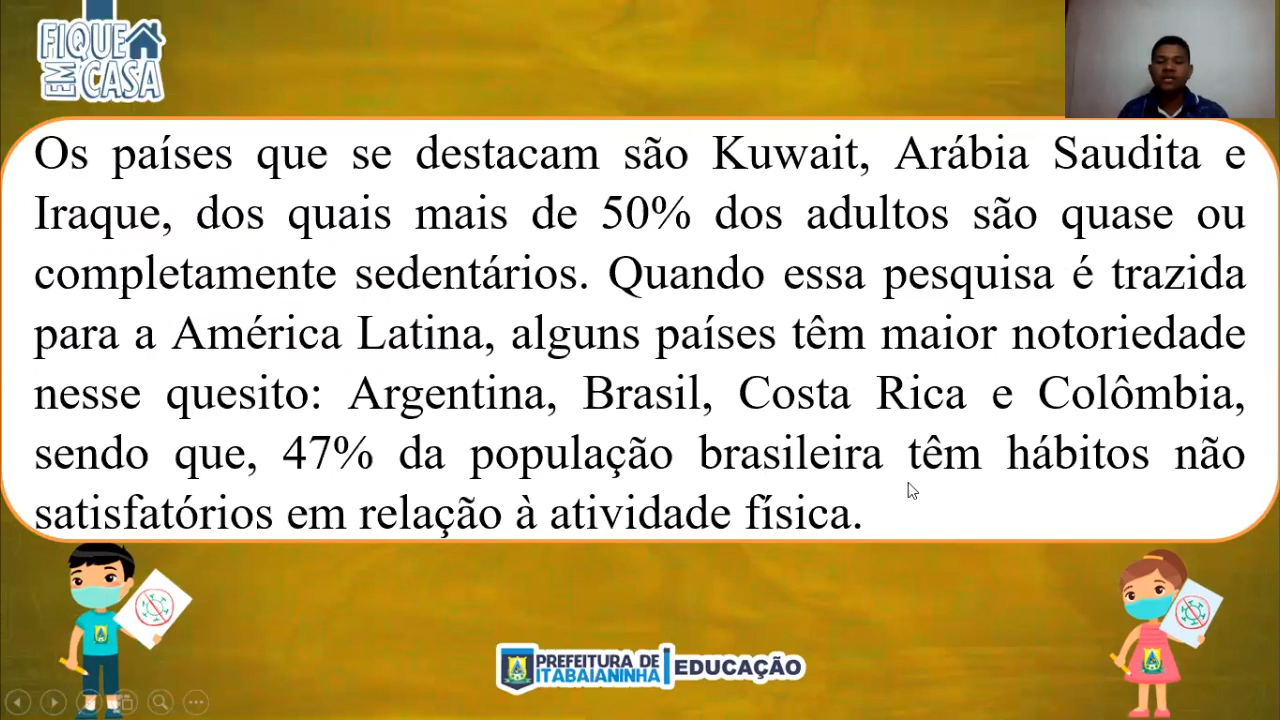 FIQUE
EM CASA
Os países que se destacam são Kuwait, Arábia Saudita e
Iraque, dos quais mais de 50% dos adultos são quase ou
completamente sedentários. Quando essa pesquisa é trazida
para a América Latina, alguns países têm maior notoriedade
nesse quesito: Argentina, Brasil, Costa Rica e Colômbia,
sendo que, 47% da população brasileira têm hábitos não
satisfatórios em relação à atividade física.
PREFEITURA DE
ITABAIANINHA
EDUCAÇÃO